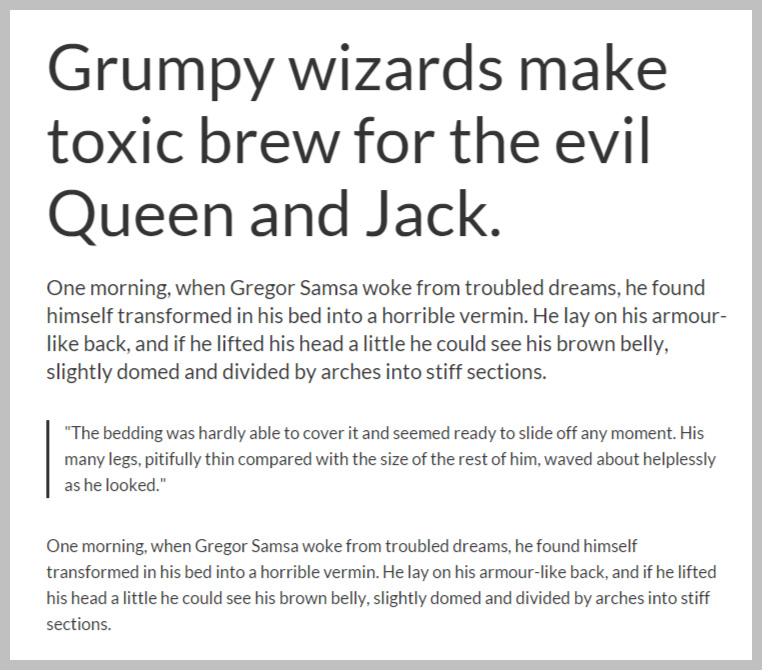 Grumpy wizards make
toxic brew for the evil
Queen and Jack.
One morning, when Gregor Samsa woke from troubled dreams, he found
himself transformed in his bed into a horrible vermin. He lay on his armour-
like back, and if he lifted his head a little he could see his brown belly,
slightly domed and divided by arches into stiff sections.
"The bedding was hardly able to cover it and seemed ready to slide off any moment. His
many legs, pitifully thin compared with the size of the rest of him, waved about helplessly
as he looked."
One morning, when Gregor Samsa woke from troubled dreams, he found himself
transformed in his bed into a horrible vermin. He lay on his armour-like back, and if he lifted
his head a little he could see his brown belly, slightly domed and divided by arches into stiff
sections.